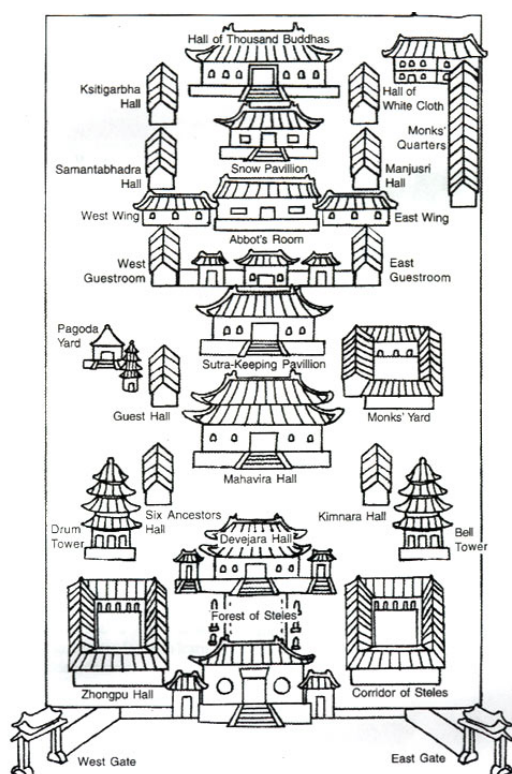 Hall of Thousand Buddhas
Ksitigarbha
Hall
Hall of
White Cloth
Monks'
Quarters
Samantabhadra
Hall
Snow Pavillion
Manjusri
Hall
West Wing
East Wing
Abbot's Room
West
Guestroom
East
Guestroom
Pagoda
Yard
Sutra-Keeping Pavillion
Guest Hall
Monks' Yard
Mahavira Hall
Six Ancestors
Hall
Kimnara Hall
Drum
Tower
Devejara Hall
Bell
Tower
Forest of Steles
Zhongpu Hall
Corridor of Steles
West Gate
East Gate